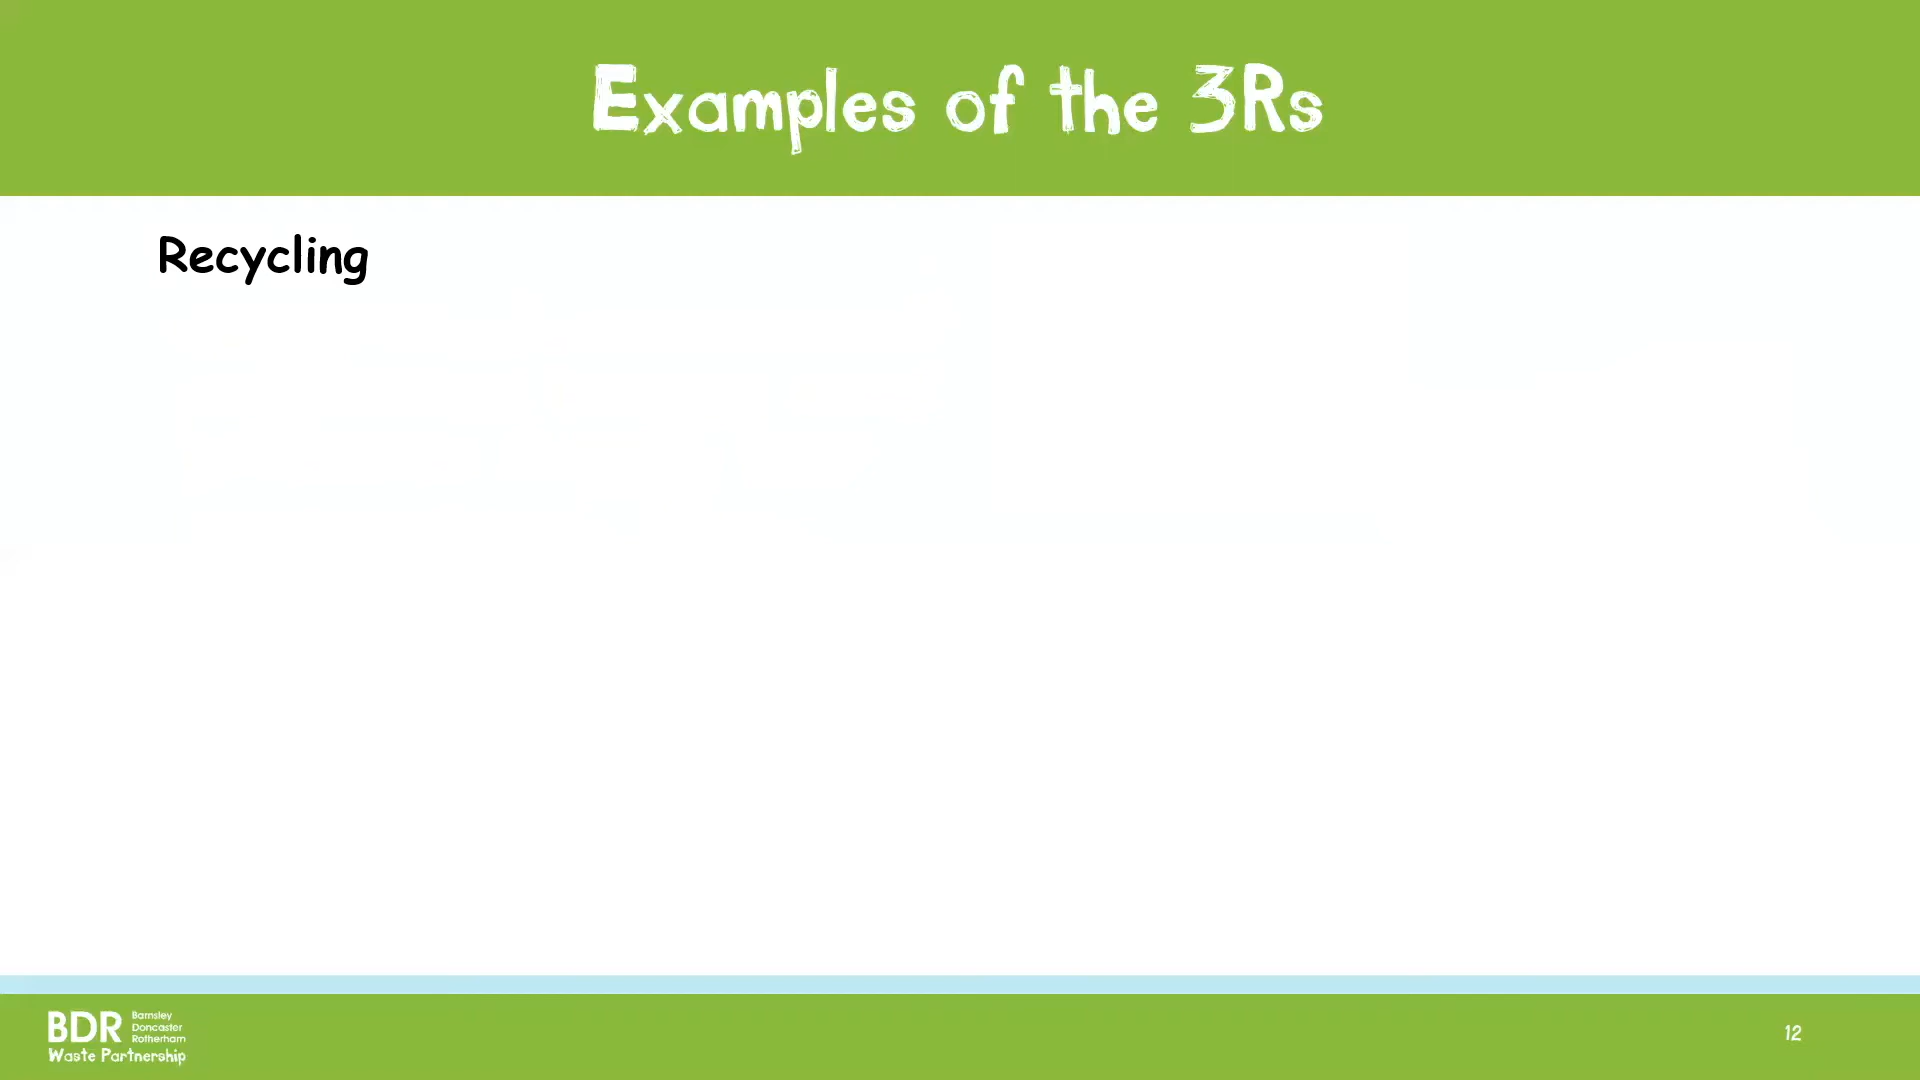 Examples of the 3Rs
Recycling
BDR
Barnsley
Doncaster
Rotherham
Waste Partnership
12